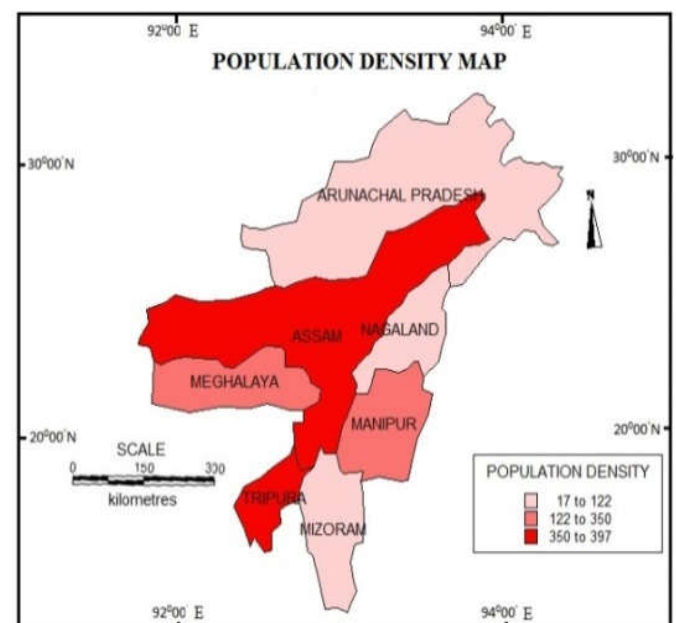 92°00' E 94°00' E
POPULATION DENSITY MAP
30°00'N 30°00'N
ARUNACHAL PRADESH
N
ASSAM NAGALAND
MEGHALAYA
MANIPUR
20°00'N 20°00'N
SCALE
0 150 300
kilometres
POPULATION DENSITY
17 to 122
122 to 350
350 to 397
TRIPURA
MIZORAM
92°00' E 94°00' E